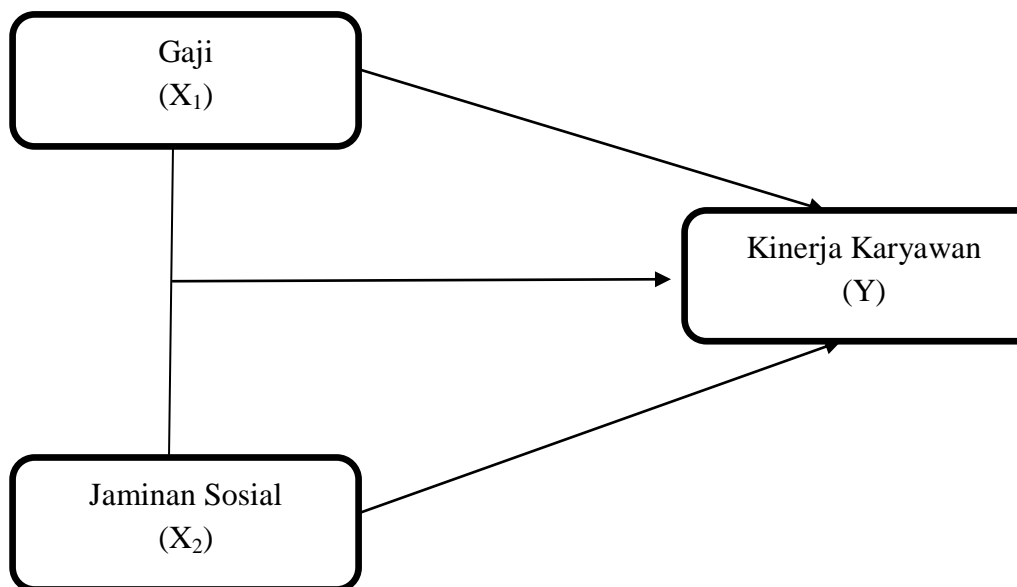 Gaji
(X₁)
Kinerja Karyawan
(Y)
Jaminan Sosial
(X₂)